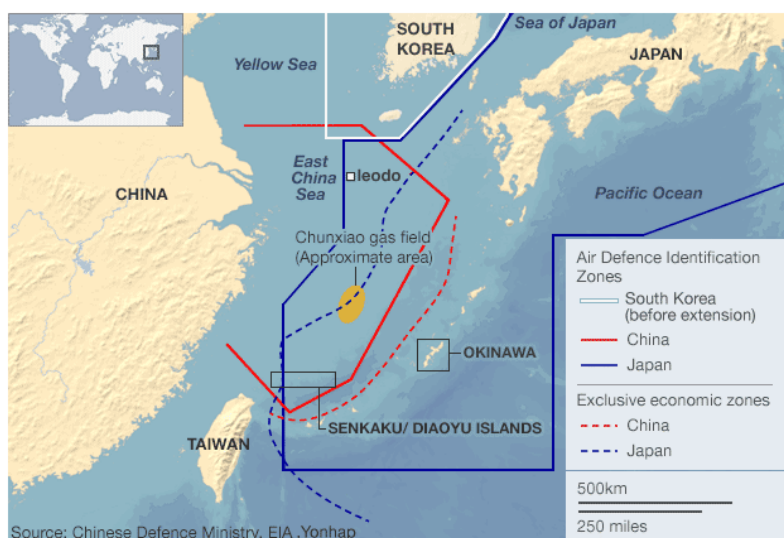 SOUTH
KOREA
Sea of Japan
JAPAN
Yellow Sea
East
China
Sea
Ieodo
CHINA
Pacific Ocean
Chunxiao gas field
(Approximate area)
OKINAWA
SENKAKU/ DIAOYU ISLANDS
TAIWAN
Air Defence Identification
Zones
South Korea
(before extension)
China
Japan
Exclusive economic zones
China
Japan
500km
250 miles
Source: Chinese Defence Ministry, EIA ,Yonhap